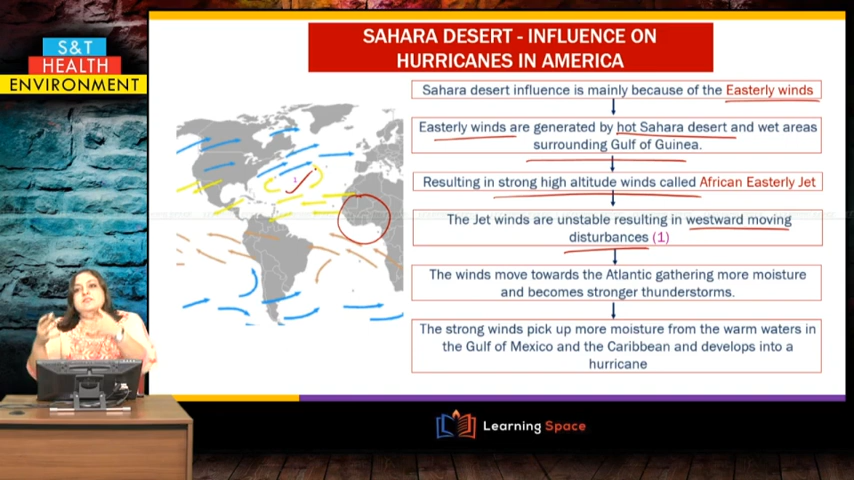 S&T
HEALTH
ENVIRONMENT
SAHARA DESERT - INFLUENCE ON
HURRICANES IN AMERICA
Sahara desert influence is mainly because of the Easterly winds
Easterly winds are generated by hot Sahara desert and wet areas
surrounding Gulf of Guinea.
Resulting in strong high altitude winds called African Easterly Jet
The Jet winds are unstable resulting in westward moving
disturbances (1)
The winds move towards the Atlantic gathering more moisture
and becomes stronger thunderstorms.
The strong winds pick up more moisture from the warm waters in
the Gulf of Mexico and the Caribbean and develops into a
hurricane
1
Learning Space